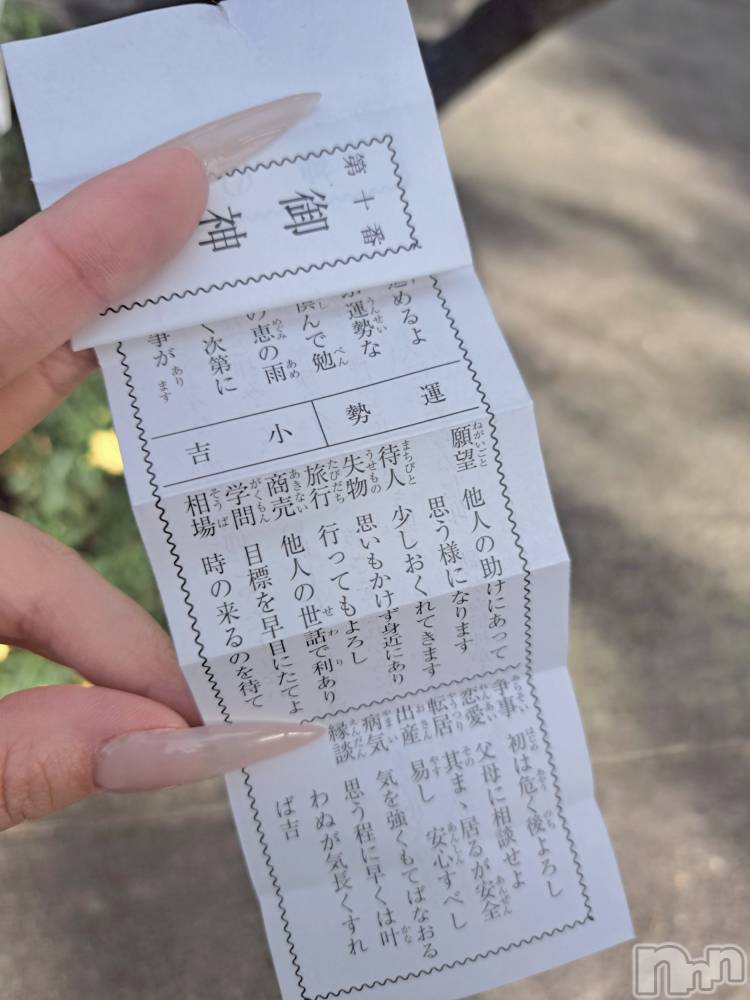 第十番
御神
めるよ
運勢な
んで勉
の恵の雨
く次第に
事が あります
運勢 小吉
願望 他人の助けにあって
思う様になります
待人 少しおくれてきます
失物 思いもかけず身近にあり
旅行 行ってもよろし
商売 他人の世話で利あり
学問 目標を早目にたてよ
相場 時の来るのを待て
争事 初は危く後よろし
恋愛 父母に相談せよ
転居 其まゝ居るが安全
出産 易し 安心すべし
病気 気を強くもてばなおる
縁談 思う程に早くは叶
わぬが気長くすれ
ば吉
nnn